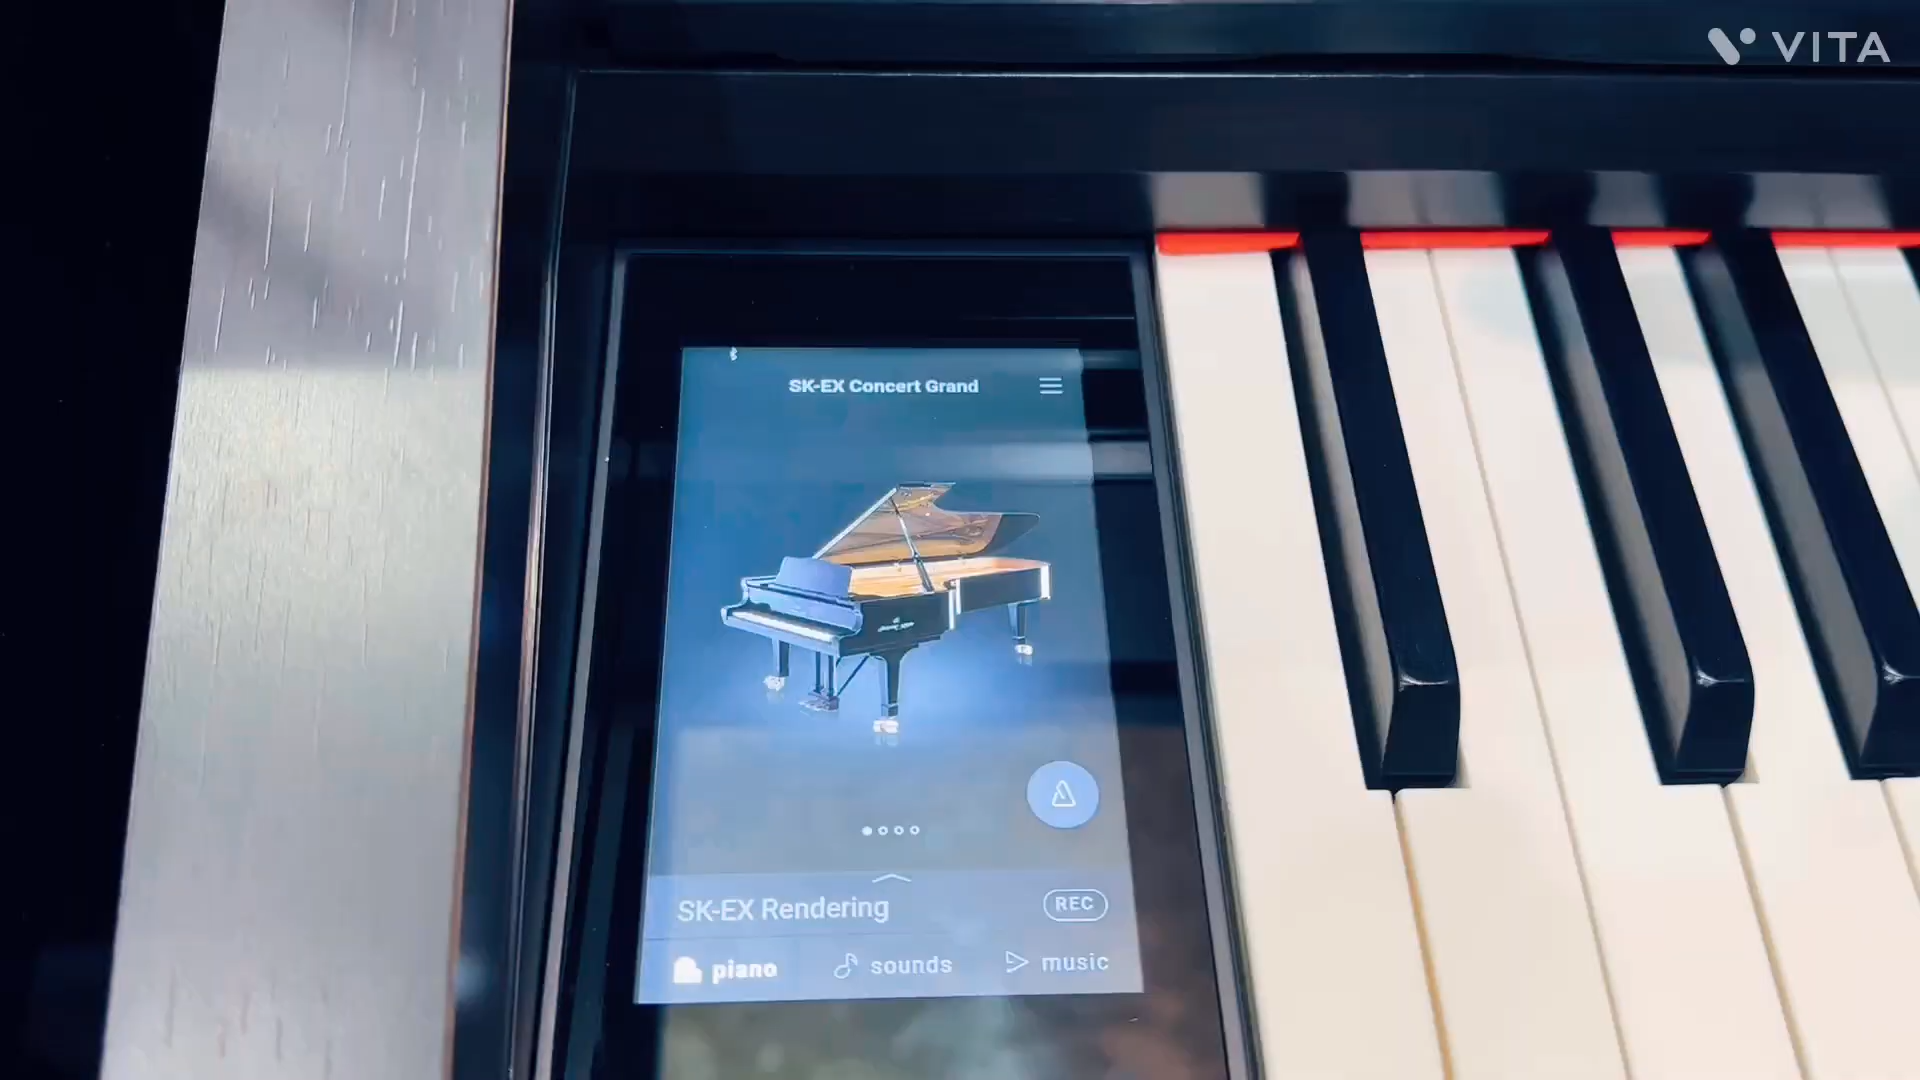 VITA
SK-EX Concert Grand
SK-EX Rendering
REC
piano
sounds
music